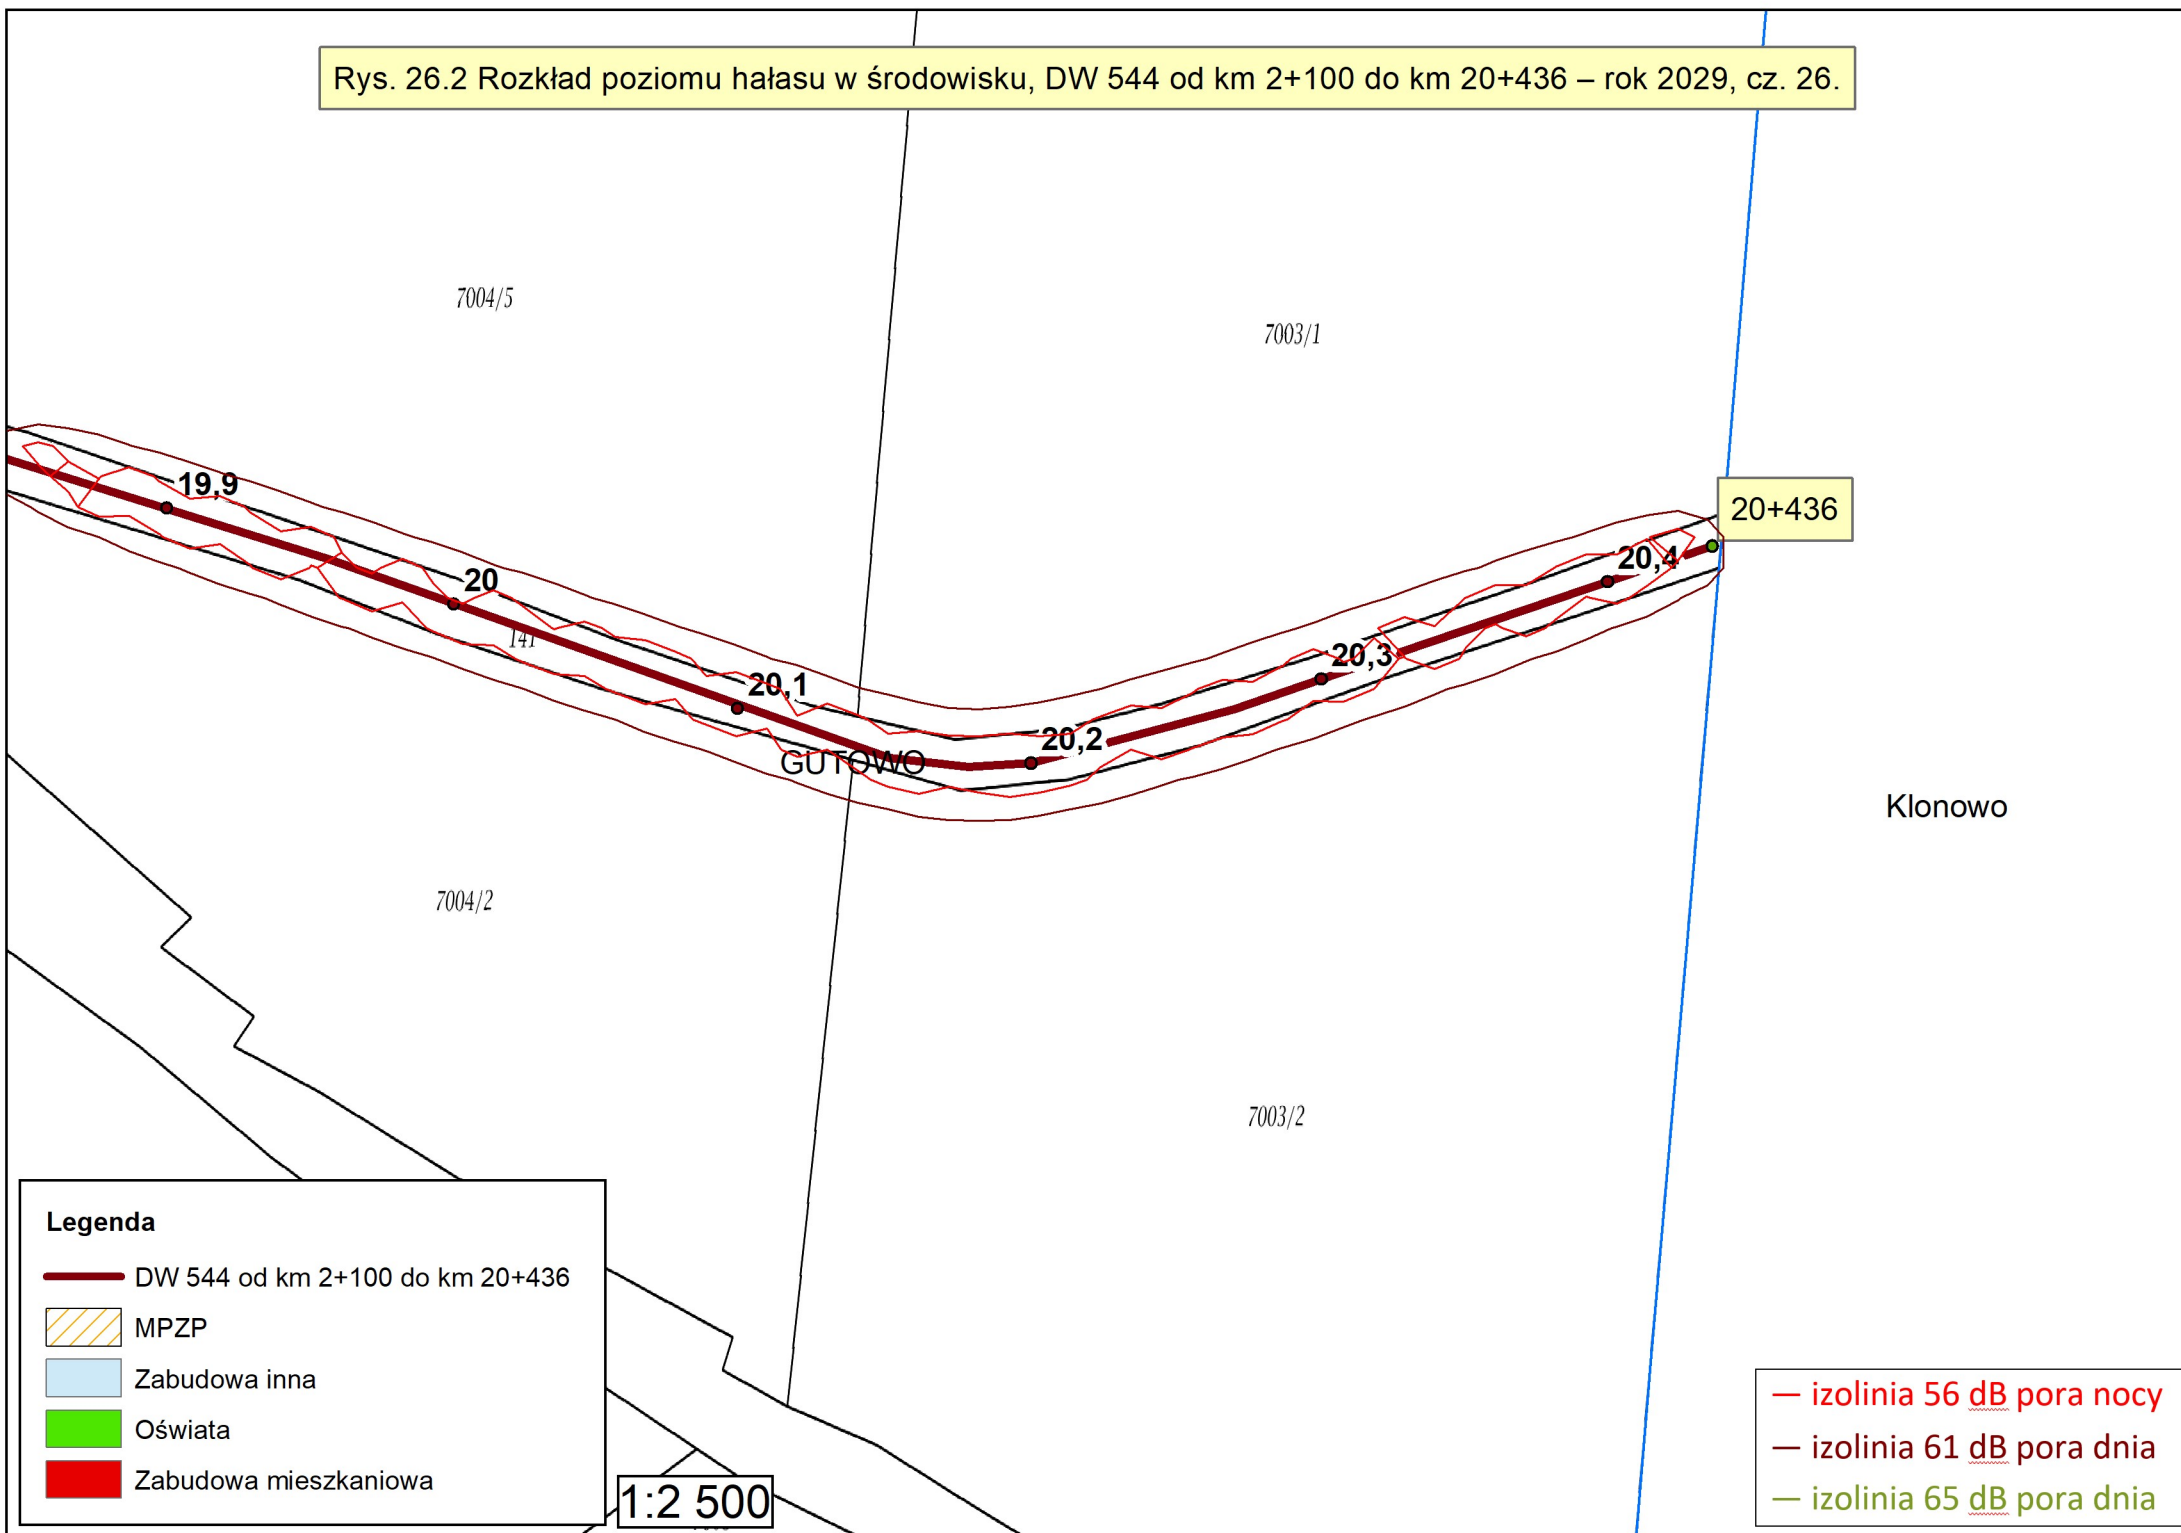 Rys. 26.2 Rozkład poziomu hałasu w środowisku, DW 544 od km 2+100 do km 20+436 – rok 2029, cz. 26.
7004/5
7003/1
19,9
20+436
20,4
20
141
20,3
20,1
20,2
GUTOWO
Klonowo
7004/2
7003/2
Legenda
DW 544 od km 2+100 do km 20+436
MPZP
Zabudowa inna
Oświata
Zabudowa mieszkaniowa
1:2 500
izolinia 56 dB pora nocy
izolinia 61 dB pora dnia
izolinia 65 dB pora dnia